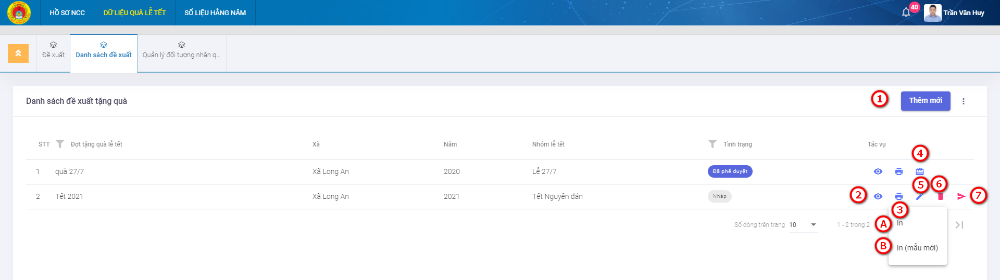 HỒ SƠ NCC DỮ LIỆU QUÀ LỄ TẾT SỐ LIỆU HẰNG NĂM 40 Trần Văn Huy
Đề xuất Danh sách đề xuất Quản lý đối tượng nhận q...
Danh sách đề xuất tặng quà 1 Thêm mới
STT Đợt tặng quà lễ tết Xã Năm Nhóm lễ tết Tình trạng Tác vụ
4
1 quà 27/7 Xã Long An 2020 Lễ 27/7 Đã phê duyệt
5 6
2 Tết 2021 Xã Long An 2021 Tết Nguyên đán Nháp 2 7
3
Số dòng trên trang 10 1 - 2 trong 2 A In
B In (mẫu mới)